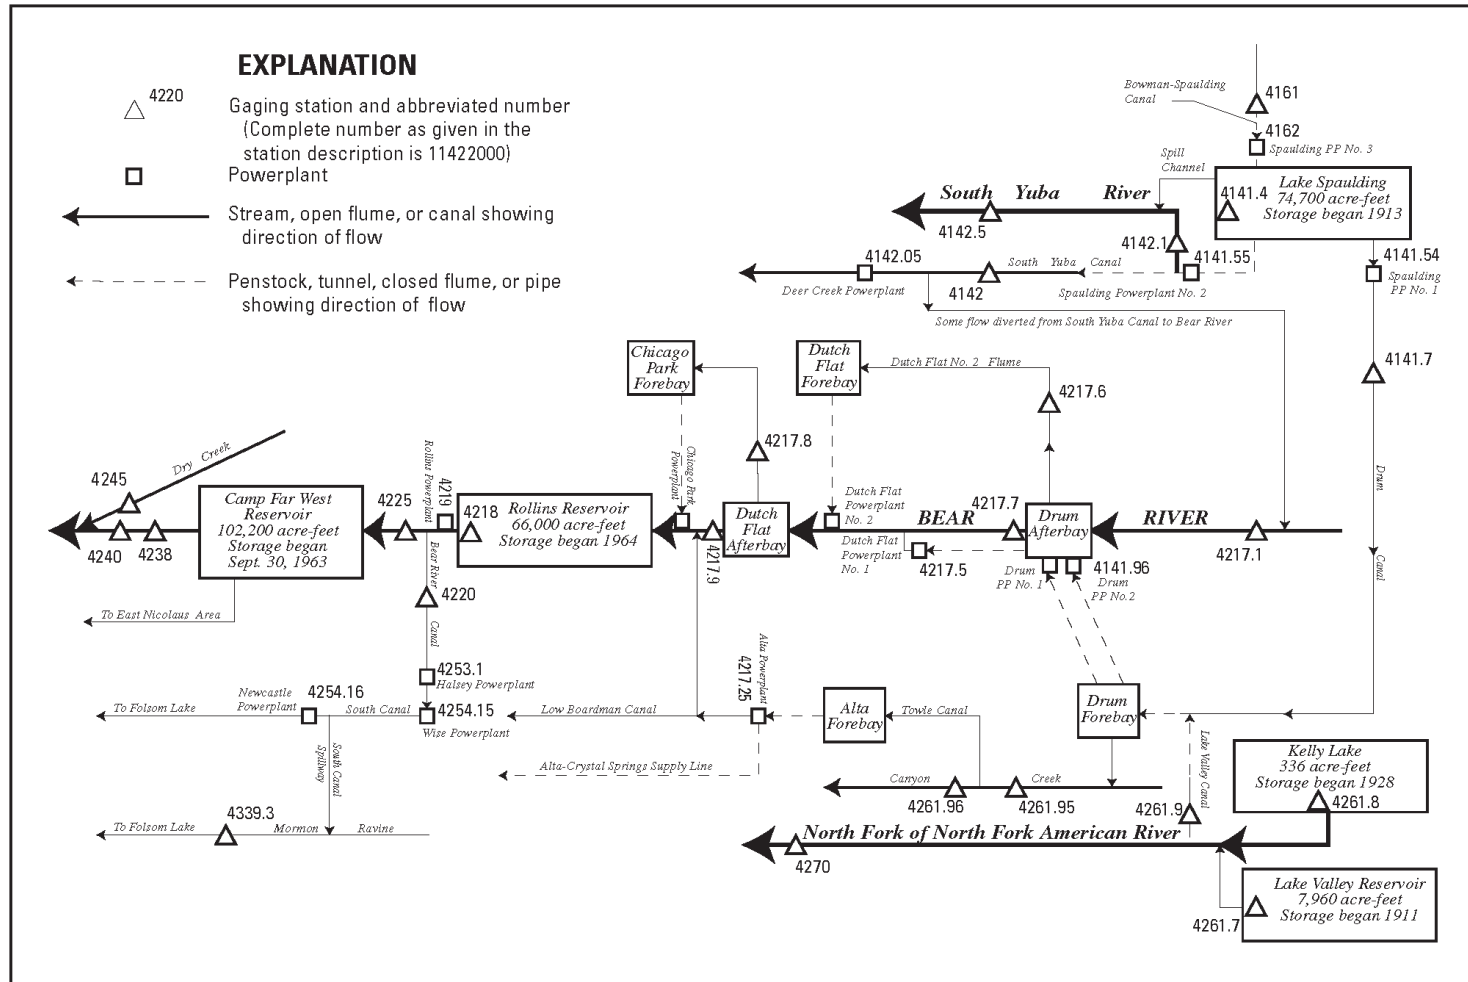 EXPLANATION
4220
Gaging station and abbreviated number
(Complete number as given in the
station description is 11422000)
Powerplant
Stream, open flume, or canal showing
direction of flow
Penstock, tunnel, closed flume, or pipe
showing direction of flow
Bowman-Spaulding
Canal
4161
4162
Spaulding PP No. 3
Spill
Channel
4141.4
Lake Spaulding
74,700 acre-feet
Storage began 1913
South Yuba River
4142.5
4142.1
4142.05
South Yuba Canal
4141.55
4141.54
Deer Creek Powerplant
4142
Spaulding Powerplant No. 2
Spaulding
PP No. 1
Some flow diverted from South Yuba Canal to Bear River
Chicago
Park
Forebay
Dutch
Flat
Forebay
Dutch Flat No. 2 Flume
4141.7
4217.6
4217.8
Dry Creek
4245
Rollins Powerplant
4219
Chicago Park
Powerplant
Drum
Canal
Camp Far West
Reservoir
102,200 acre-feet
Storage began
Sept. 30, 1963
4225
4218
Rollins Reservoir
66,000 acre-feet
Storage began 1964
Dutch
Flat
Afterbay
Dutch Flat
Powerplant
No. 2
BEAR
4217.7
Drum
Afterbay
RIVER
4240
4238
4217.9
Dutch Flat
Powerplant
No. 1
4217.5
4217.1
Drum
PP No. 1
4141.96
Drum
PP No.2
Bear River
Canal
4220
To East Nicolaus Area
4253.1
Halsey Powerplant
Alta Powerplant
4217.25
Newcastle
Powerplant
4254.16
To Folsom Lake
South Canal
4254.15
Wise Powerplant
Low Boardman Canal
Alta
Forebay
Towle Canal
Drum
Forebay
Lake Valley Canal
South Canal
Spillway
Alta-Crystal Springs Supply Line
Canyon Creek
4261.96
4261.95
4261.9
Kelly Lake
336 acre-feet
Storage began 1928
4261.8
4339.3
To Folsom Lake
Mormon Ravine
North Fork of North Fork American River
4270
Lake Valley Reservoir
7,960 acre-feet
Storage began 1911
4261.7